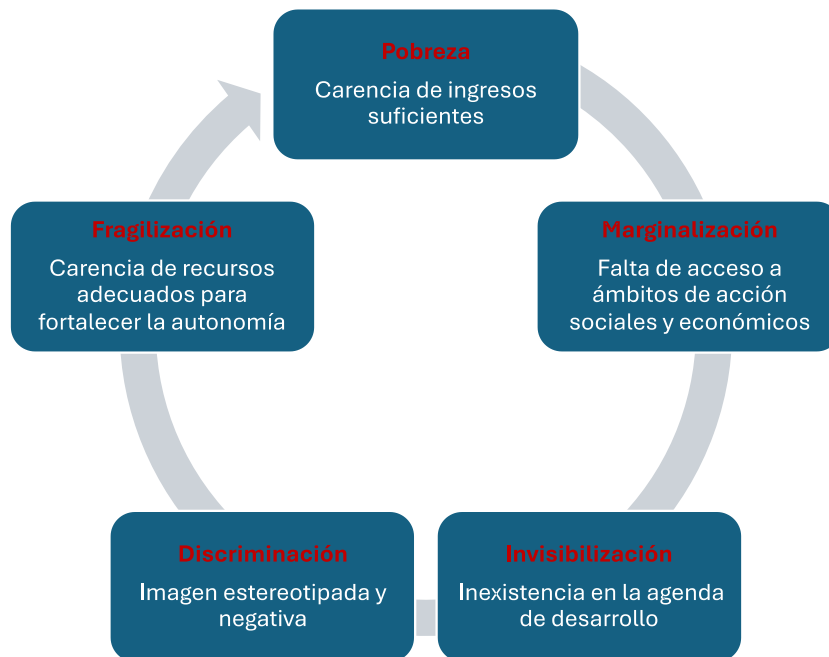 Pobreza
Carencia de ingresos
suficientes
Marginalización
Falta de acceso a
ámbitos de acción
sociales y económicos
Invisibilización
Inexistencia en la agenda
de desarrollo
Discriminación
Imagen estereotipada y
negativa
Fragilización
Carencia de recursos
adecuados para
fortalecer la autonomía